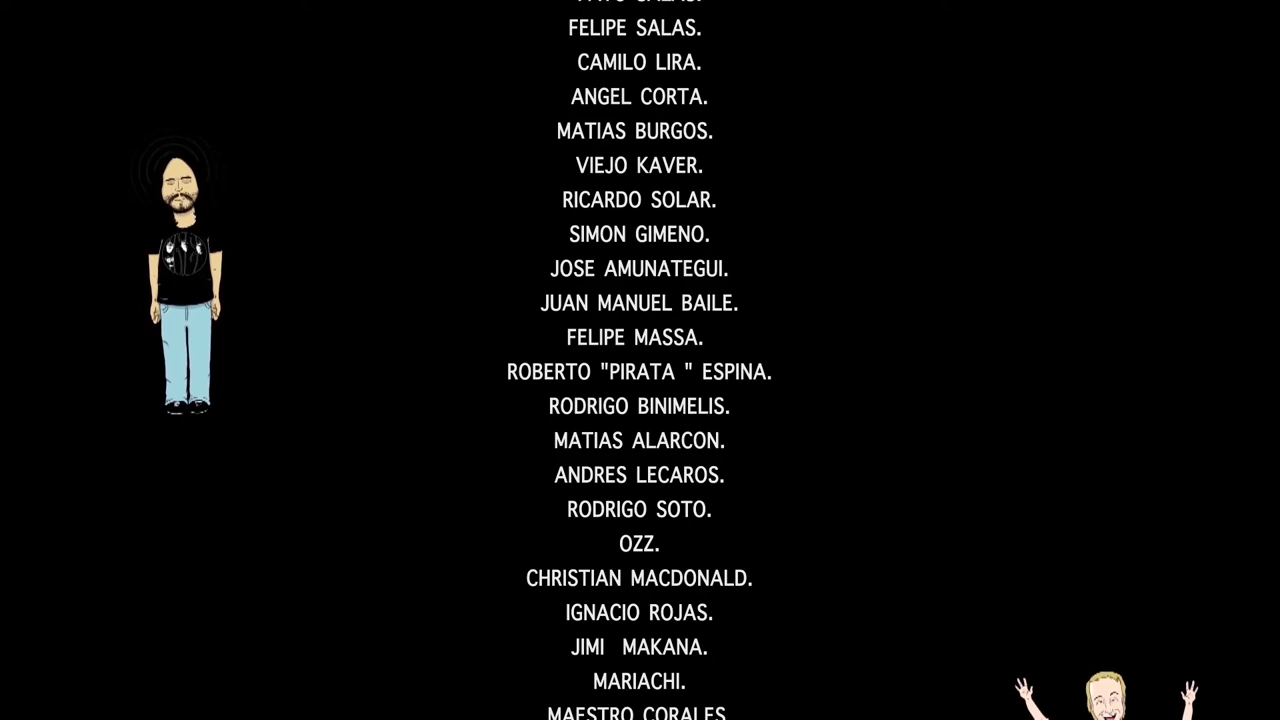 FELIPE SALAS.
CAMILO LIRA.
ANGEL CORTA.
MATIAS BURGOS.
VIEJO KAVER.
RICARDO SOLAR.
SIMON GIMENO.
JOSE AMUNATEGUI.
JUAN MANUEL BAILE.
FELIPE MASSA.
ROBERTO "PIRATA " ESPINA.
RODRIGO BINIMELIS.
MATIAS ALARCON.
ANDRES LECAROS.
RODRIGO SOTO.
OZZ.
CHRISTIAN MACDONALD.
IGNACIO ROJAS.
JIMI  MAKANA.
MARIACHI.
MAESTRO CORALES